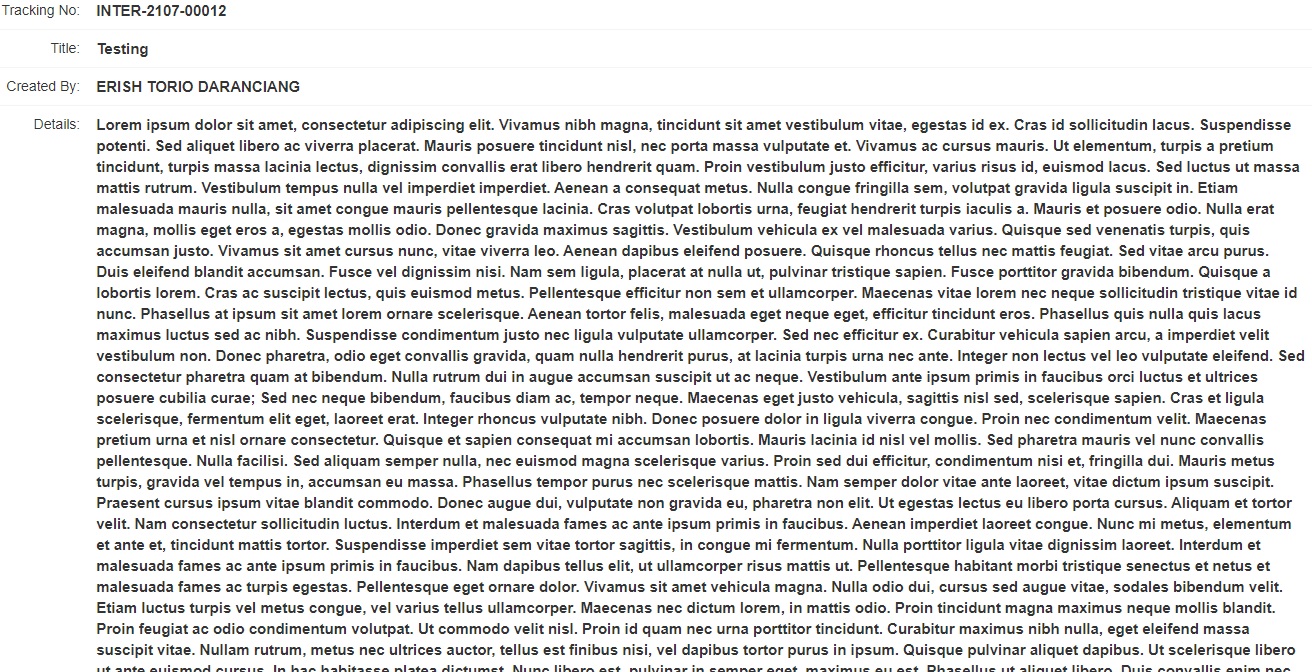 Tracking No: INTER-2107-00012
Title: Testing
Created By: ERISH TORIO DARANCIANG
Details: Lorem ipsum dolor sit amet, consectetur adipiscing elit. Vivamus nibh magna, tincidunt sit amet vestibulum vitae, egestas id ex. Cras id sollicitudin lacus. Suspendisse
potenti. Sed aliquet libero ac viverra placerat. Mauris posuere tincidunt nisl, nec porta massa vulputate et. Vivamus ac cursus mauris. Ut elementum, turpis a pretium
tincidunt, turpis massa lacinia lectus, dignissim convallis erat libero hendrerit quam. Proin vestibulum justo efficitur, varius risus id, euismod lacus. Sed luctus ut massa
mattis rutrum. Vestibulum tempus nulla vel imperdiet imperdiet. Aenean a consequat metus. Nulla congue fringilla sem, volutpat gravida ligula suscipit in. Etiam
malesuada mauris nulla, sit amet congue mauris pellentesque lacinia. Cras volutpat lobortis urna, feugiat hendrerit turpis iaculis a. Mauris et posuere odio. Nulla erat
magna, mollis eget eros a, egestas mollis odio. Donec gravida maximus sagittis. Vestibulum vehicula ex vel malesuada varius. Quisque sed venenatis turpis, quis
accumsan justo. Vivamus sit amet cursus nunc, vitae viverra leo. Aenean dapibus eleifend posuere. Quisque rhoncus tellus nec mattis feugiat. Sed vitae arcu purus.
Duis eleifend blandit accumsan. Fusce vel dignissim nisi. Nam sem ligula, placerat at nulla ut, pulvinar tristique sapien. Fusce porttitor gravida bibendum. Quisque a
lobortis lorem. Cras ac suscipit lectus, quis euismod metus. Pellentesque efficitur non sem et ullamcorper. Maecenas vitae lorem nec neque sollicitudin tristique vitae id
nunc. Phasellus at ipsum sit amet lorem ornare scelerisque. Aenean tortor felis, malesuada eget neque eget, efficitur tincidunt eros. Phasellus quis nulla quis lacus
maximus luctus sed ac nibh. Suspendisse condimentum justo nec ligula vulputate ullamcorper. Sed nec efficitur ex. Curabitur vehicula sapien arcu, a imperdiet velit
vestibulum non. Donec pharetra, odio eget convallis gravida, quam nulla hendrerit purus, at lacinia turpis urna nec ante. Integer non lectus vel leo vulputate eleifend. Sed
consectetur pharetra quam at bibendum. Nulla rutrum dui in augue accumsan suscipit ut ac neque. Vestibulum ante ipsum primis in faucibus orci luctus et ultrices
posuere cubilia curae; Sed nec neque bibendum, faucibus diam ac, tempor neque. Maecenas eget justo vehicula, sagittis nisl sed, scelerisque sapien. Cras et ligula
scelerisque, fermentum elit eget, laoreet erat. Integer rhoncus vulputate nibh. Donec posuere dolor in ligula viverra congue. Proin nec condimentum velit. Maecenas
pretium urna et nisl ornare consectetur. Quisque et sapien consequat mi accumsan lobortis. Mauris lacinia id nisl vel mollis. Sed pharetra mauris vel nunc convallis
pellentesque. Nulla facilisi. Sed aliquam semper nulla, nec euismod magna scelerisque varius. Proin sed dui efficitur, condimentum nisi et, fringilla dui. Mauris metus
turpis, gravida vel tempus in, accumsan eu massa. Phasellus tempor purus nec scelerisque mattis. Nam semper dolor vitae ante laoreet, vitae dictum ipsum suscipit.
Praesent cursus ipsum vitae blandit commodo. Donec augue dui, vulputate non gravida eu, pharetra non elit. Ut egestas lectus eu libero porta cursus. Aliquam et tortor
velit. Nam consectetur sollicitudin luctus. Interdum et malesuada fames ac ante ipsum primis in faucibus. Aenean imperdiet laoreet congue. Nunc mi metus, elementum
et ante et, tincidunt mattis tortor. Suspendisse imperdiet sem vitae tortor sagittis, in congue mi fermentum. Nulla porttitor ligula vitae dignissim laoreet. Interdum et
malesuada fames ac ante ipsum primis in faucibus. Nam dapibus tellus elit, ut ullamcorper risus mattis ut. Pellentesque habitant morbi tristique senectus et netus et
malesuada fames ac turpis egestas. Pellentesque eget ornare dolor. Vivamus sit amet vehicula magna. Nulla odio dui, cursus sed augue vitae, sodales bibendum velit.
Etiam luctus turpis vel metus congue, vel varius tellus ullamcorper. Maecenas nec dictum lorem, in mattis odio. Proin tincidunt magna maximus neque mollis blandit.
Proin feugiat ac odio condimentum volutpat. Ut commodo velit nisl. Proin id quam nec urna porttitor tincidunt. Curabitur maximus nibh nulla, eget eleifend massa
suscipit vitae. Nullam rutrum, metus nec ultrices auctor, tellus est finibus nisi, vel dapibus tortor purus in ipsum. Quisque pulvinar aliquet dapibus. Ut scelerisque libero
ut ante euismod cursus. In hac habitasse platea dictumst. Nunc libero est, pulvinar in semper eget, maximus eu est. Phasellus ut aliquet libero. Duis convallis enim nec